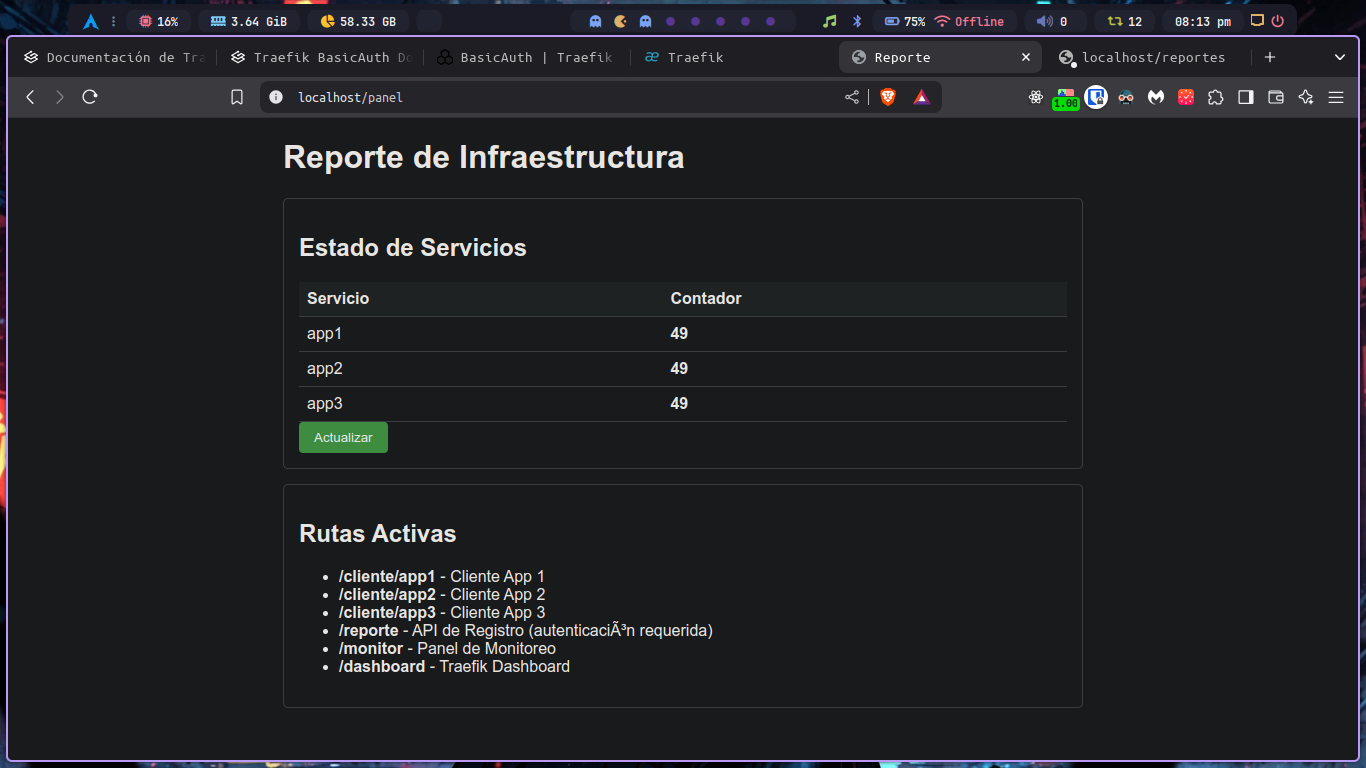 16%
3.64 GiB
58.33 GB
75%
Offline
0
12
08:13 pm
Documentación de Tra
Traefik BasicAuth Do
BasicAuth | Traefik
Traefik
Reporte
localhost/reportes
localhost/panel
1.00
Reporte de Infraestructura
Estado de Servicios
Servicio Contador
app1 49
app2 49
app3 49
Actualizar
Rutas Activas
/cliente/app1 - Cliente App 1
/cliente/app2 - Cliente App 2
/cliente/app3 - Cliente App 3
/reporte - API de Registro (autenticaciÃ³n requerida)
/monitor - Panel de Monitoreo
/dashboard - Traefik Dashboard